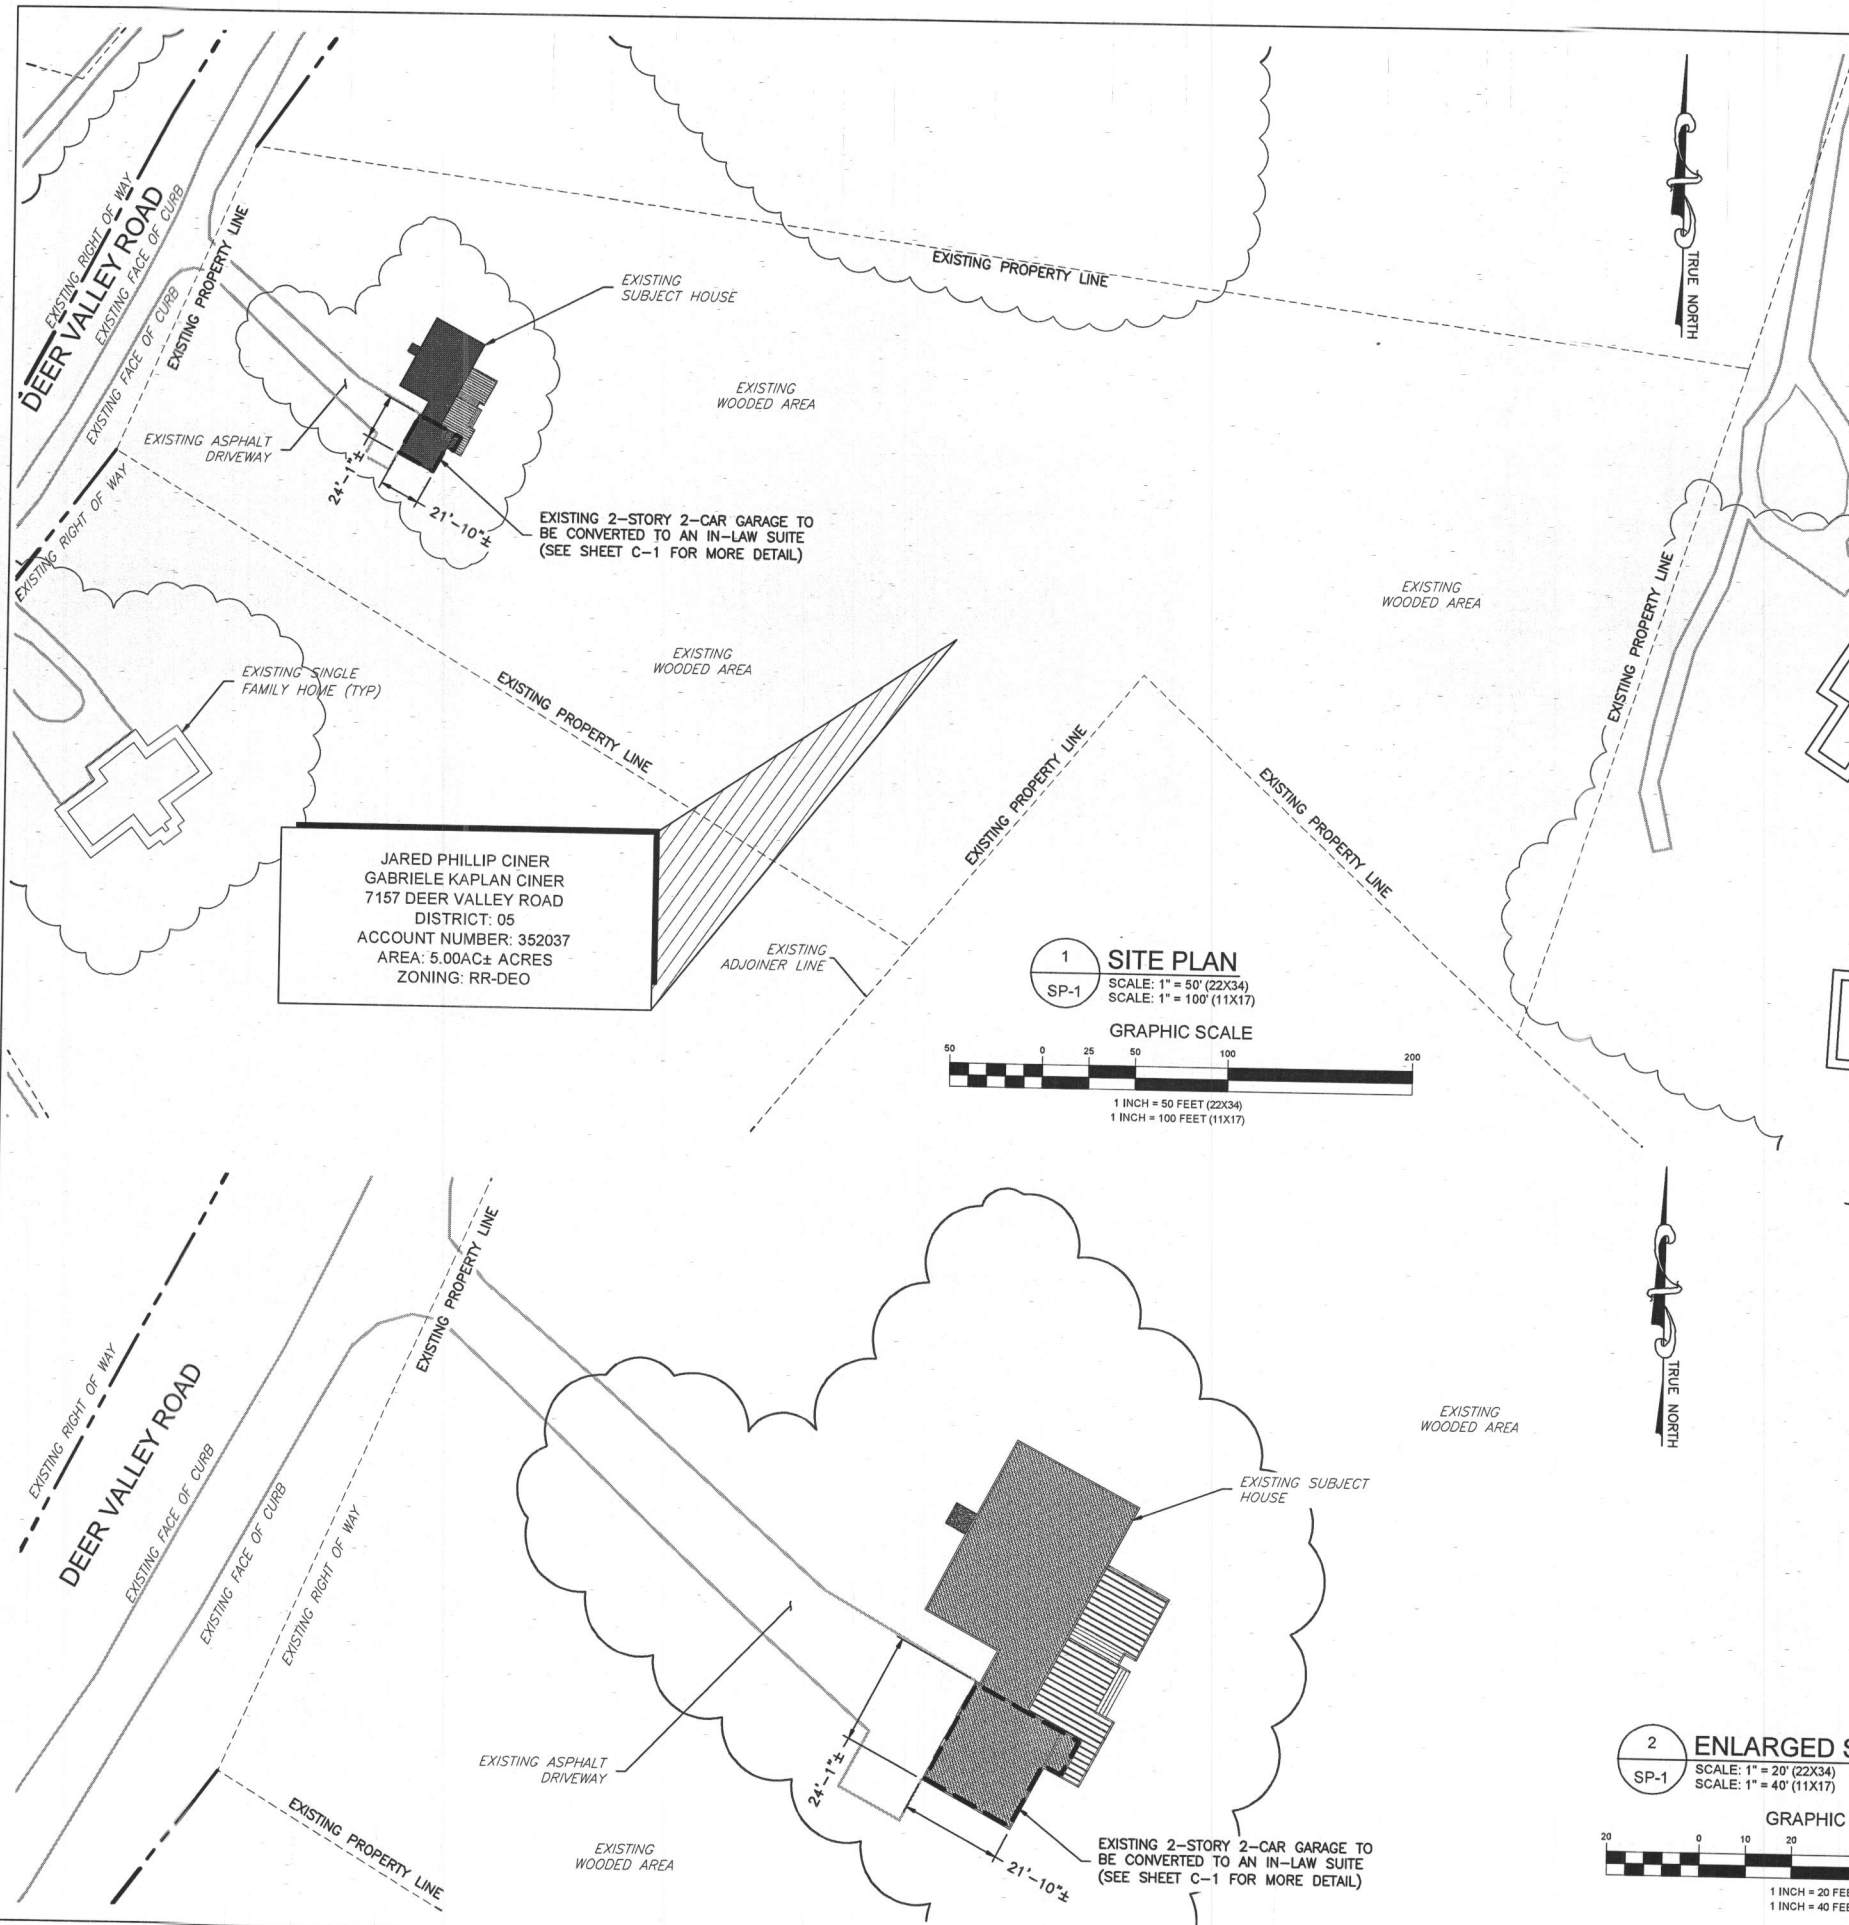 EXISTING RIGHT OF WAY
DEER VALLEY ROAD
EXISTING FACE OF CURB
EXISTING FACE OF CURB
EXISTING PROPERTY LINE
EXISTING RIGHT OF WAY
EXISTING
SUBJECT HOUSE
EXISTING PROPERTY LINE
TRUE NORTH
EXISTING
WOODED AREA
EXISTING ASPHALT
DRIVEWAY
24'-1"±
21'-10"±
EXISTING 2-STORY 2-CAR GARAGE TO
BE CONVERTED TO AN IN-LAW SUITE
(SEE SHEET C-1 FOR MORE DETAIL)
EXISTING
WOODED AREA
EXISTING PROPERTY LINE
EXISTING
WOODED AREA
EXISTING SINGLE
FAMILY HOME (TYP)
EXISTING PROPERTY LINE
EXISTING PROPERTY LINE
EXISTING PROPERTY LINE
JARED PHILLIP CINER
GABRIELE KAPLAN CINER
7157 DEER VALLEY ROAD
DISTRICT: 05
ACCOUNT NUMBER: 352037
AREA: 5.00AC± ACRES
ZONING: RR-DEO
EXISTING
ADJOINER LINE
1
SP-1
SITE PLAN
SCALE: 1" = 50' (22X34)
SCALE: 1" = 100' (11X17)
GRAPHIC SCALE
50 0 25 50 100 200
1 INCH = 50 FEET (22X34)
1 INCH = 100 FEET (11X17)
EXISTING RIGHT OF WAY
DEER VALLEY ROAD
EXISTING FACE OF CURB
EXISTING FACE OF CURB
EXISTING RIGHT OF WAY
EXISTING PROPERTY LINE
TRUE NORTH
EXISTING
WOODED AREA
EXISTING SUBJECT
HOUSE
EXISTING ASPHALT
DRIVEWAY
24'-1"±
21'-10"±
EXISTING 2-STORY 2-CAR GARAGE TO
BE CONVERTED TO AN IN-LAW SUITE
(SEE SHEET C-1 FOR MORE DETAIL)
EXISTING
WOODED AREA
EXISTING PROPERTY LINE
2
SP-1
ENLARGED S
SCALE: 1" = 20' (22X34)
SCALE: 1" = 40' (11X17)
GRAPHIC
20 0 10 20
1 INCH = 20 FEE
1 INCH = 40 FEE